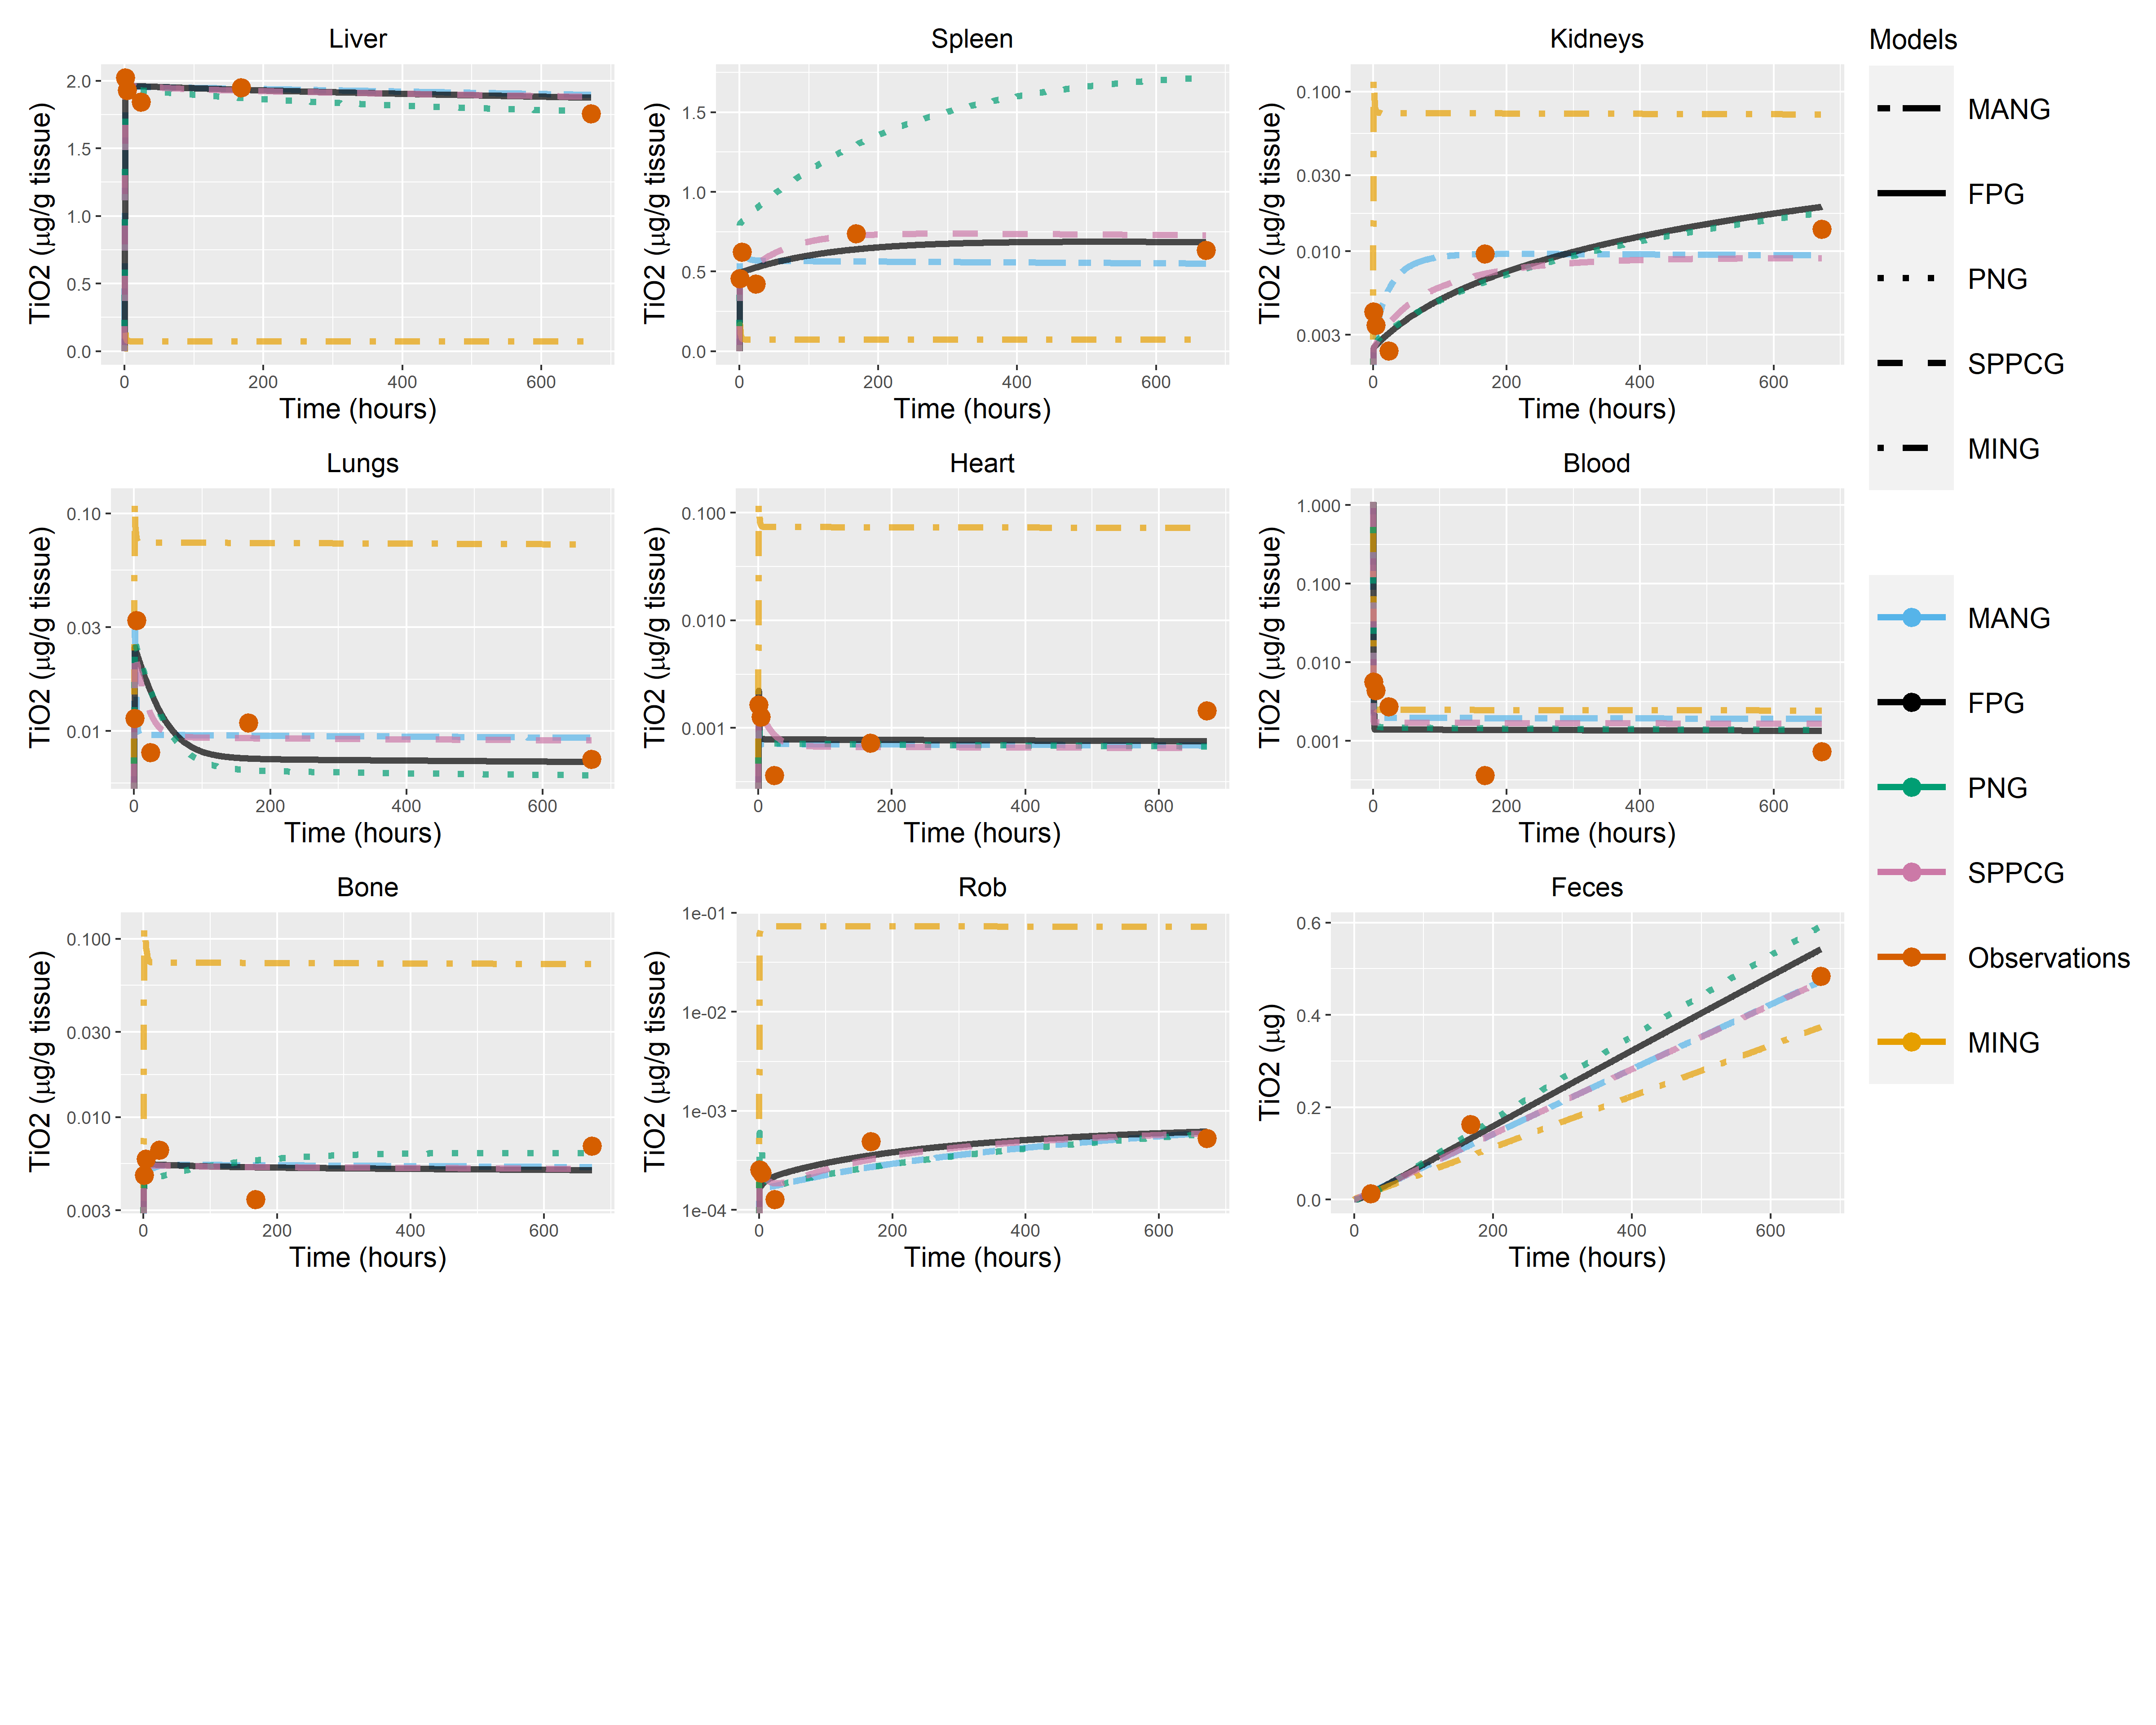 Liver
TiO2 (μg/g tissue)
2.0
1.5
1.0
0.5
0.0
0 200 400 600
Time (hours)
Spleen
TiO2 (μg/g tissue)
1.5
1.0
0.5
0.0
0 200 400 600
Time (hours)
Kidneys
TiO2 (μg/g tissue)
0.100
0.030
0.010
0.003
0 200 400 600
Time (hours)
Lungs
TiO2 (μg/g tissue)
0.10
0.03
0.01
0 200 400 600
Time (hours)
Heart
TiO2 (μg/g tissue)
0.100
0.010
0.001
0 200 400 600
Time (hours)
Blood
TiO2 (μg/g tissue)
1.000
0.100
0.010
0.001
0 200 400 600
Time (hours)
Bone
TiO2 (μg/g tissue)
0.100
0.030
0.010
0.003
0 200 400 600
Time (hours)
Rob
TiO2 (μg/g tissue)
1e-01
1e-02
1e-03
1e-04
0 200 400 600
Time (hours)
Feces
TiO2 (μg)
0.6
0.4
0.2
0.0
0 200 400 600
Time (hours)
Models
MANG
FPG
PNG
SPPCG
MING
MANG
FPG
PNG
SPPCG
Observations
MING